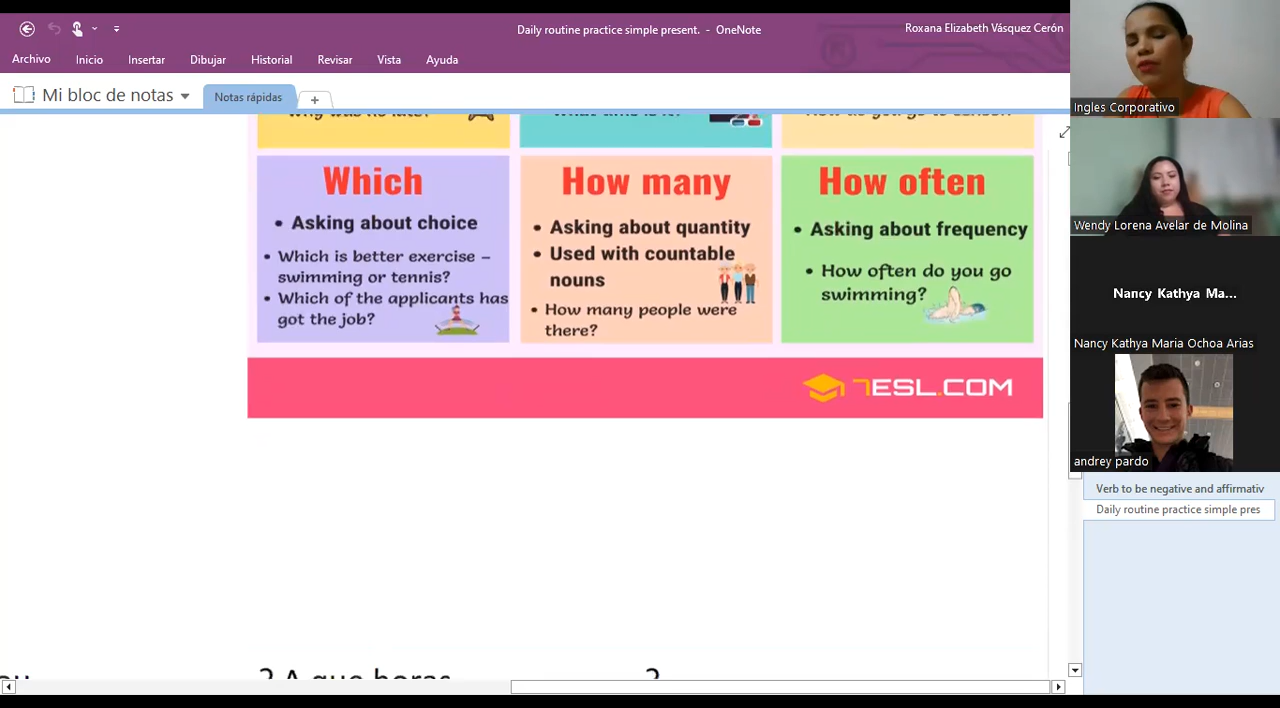 Daily routine practice simple present. - OneNote
Roxana Elizabeth Vásquez Cerón
Archivo Inicio Insertar Dibujar Historial Revisar Vista Ayuda
Mi bloc de notas
Notas rápidas
Which
• Asking about choice
• Which is better exercise –
swimming or tennis?
• Which of the applicants has
got the job?
How many
• Asking about quantity
• Used with countable
nouns
• How many people were
there?
How often
• Asking about frequency
• How often do you go
swimming?
7ESL.COM
? A que horas
?
Ingles Corporativo
Wendy Lorena Avelar de Molina
Nancy Kathya Ma...
Nancy Kathya Maria Ochoa Arias
andrey pardo
Verb to be negative and affirmativ
Daily routine practice simple pres